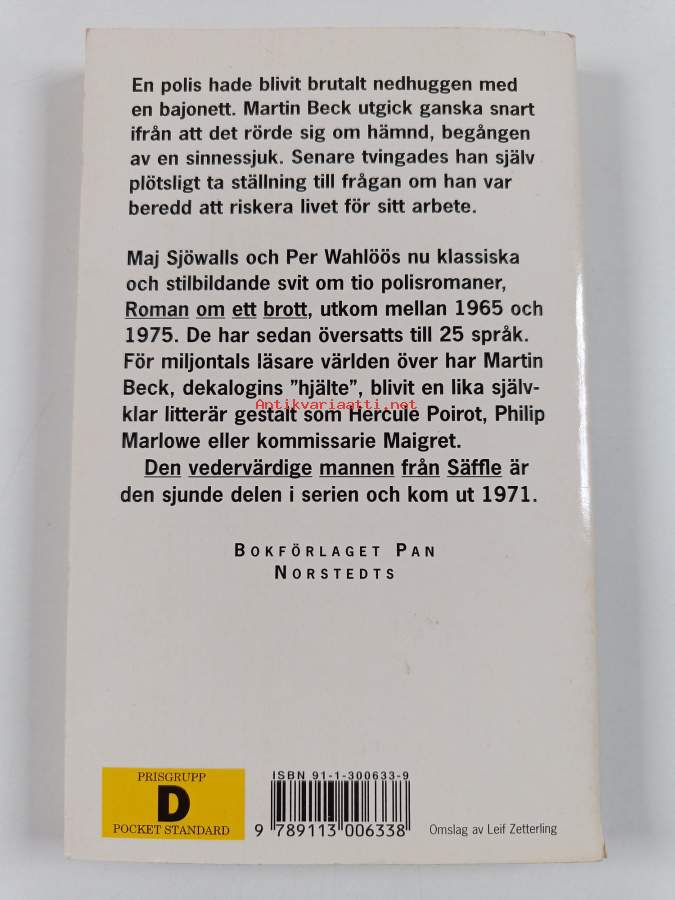 En polis hade blivit brutalt nedhuggen med
en bajonett. Martin Beck utgick ganska snart
ifrån att det rörde sig om hämnd, begången
av en sinnessjuk. Senare tvingades han själv
plötsligt ta ställning till frågan om han var
beredd att riskera livet för sitt arbete.
Maj Sjöwalls och Per Wahlöös nu klassiska
och stilbildande svit om tio polisromaner,
Roman om ett brott, utkom mellan 1965 och
1975. De har sedan översatts till 25 språk.
För miljontals läsare världen över har Martin
Beck, dekalogins ”hjälte”, blivit en lika själv-
Antikvariaatti.net
klar litterär gestalt som Hercule Poirot, Philip
Marlowe eller kommissarie Maigret.
Den vedervärdige mannen från Säffle är
den sjunde delen i serien och kom ut 1971.
BOKFÖRLAGET PAN
NORSTEDTS
PRISGRUPP
D
POCKET STANDARD
ISBN 91-1-300633-9
9 789113 006338
Omslag av Leif Zetterling